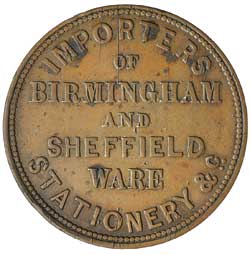 IMPORTERS
OF
BIRMINGHAM
AND
SHEFFIELD
WARE
STATIONERY &c